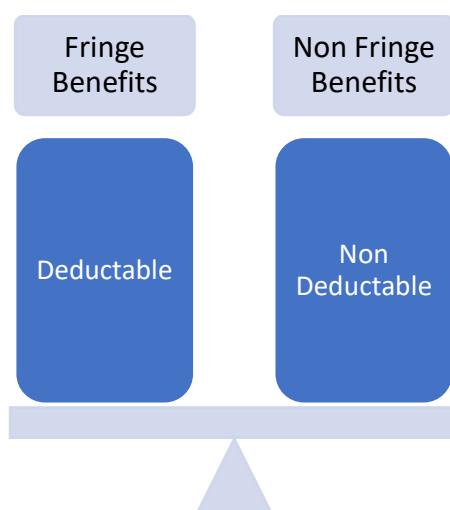 Fringe
Benefits
Non Fringe
Benefits
Deductable
Non
Deductable